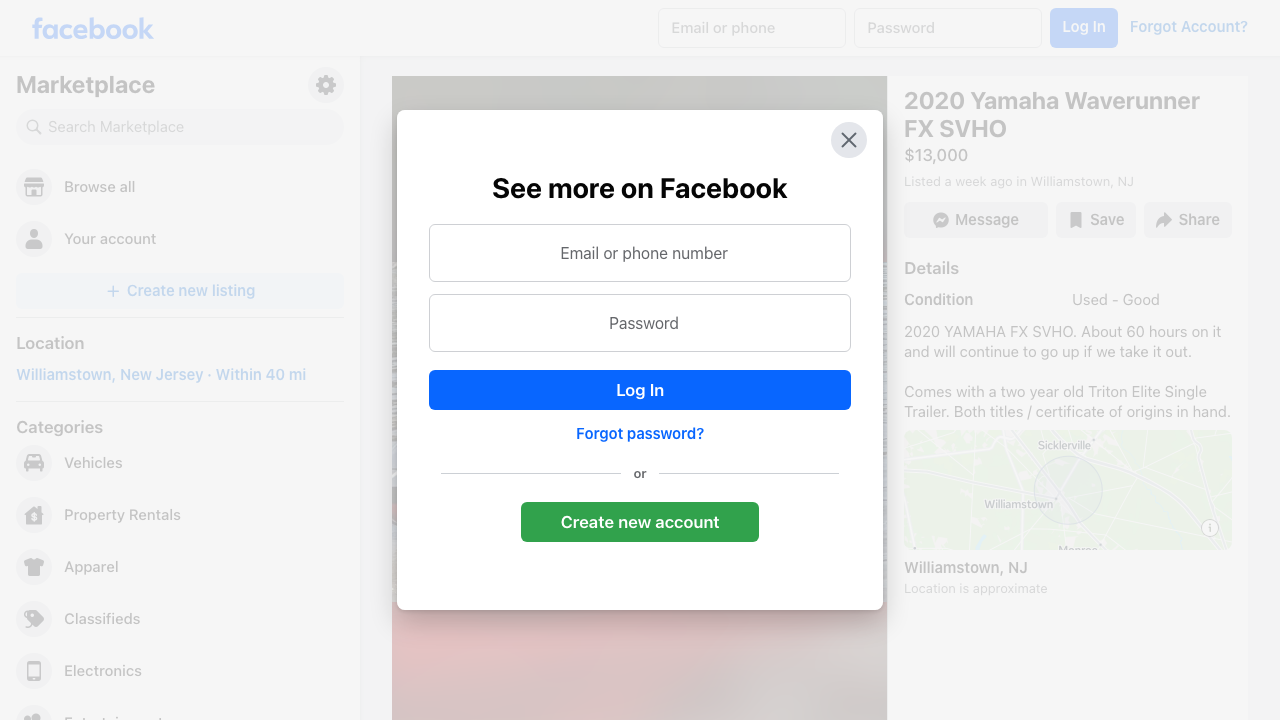 facebook
Email or phone
Password
Log In
Forgot Account?
Marketplace
Search Marketplace
Browse all
Your account
Create new listing
Location
Williamstown, New Jersey · Within 40 mi
Categories
Vehicles
Property Rentals
Apparel
Classifieds
Electronics
See more on Facebook
Email or phone number
Password
Log In
Forgot password?
or
Create new account
2020 Yamaha Waverunner
FX SVHO
$13,000
Listed a week ago in Williamstown, NJ
Message
Save
Share
Details
Condition
Used - Good
2020 YAMAHA FX SVHO. About 60 hours on it
and will continue to go up if we take it out.
Comes with a two year old Triton Elite Single
Trailer. Both titles / certificate of origins in hand.
Sicklerville
Williamstown
Williamstown, NJ
Location is approximate